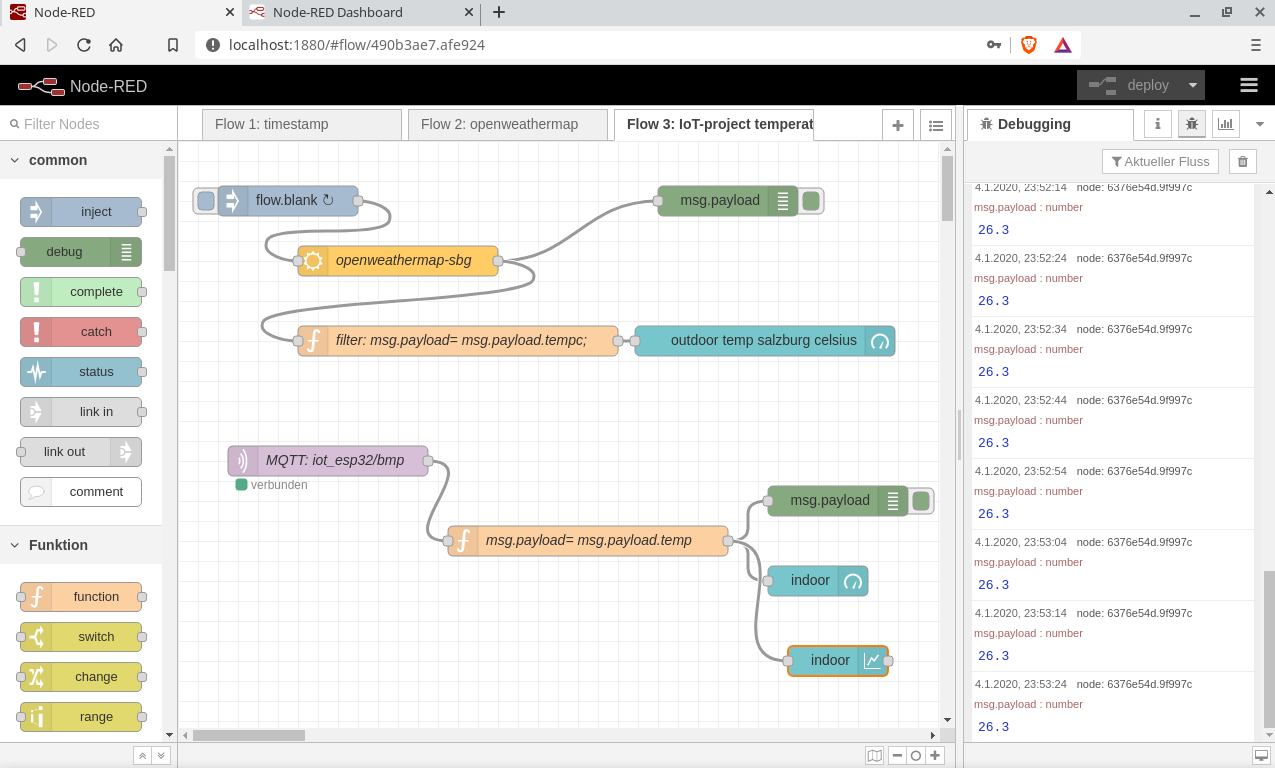 Node-RED
Node-RED Dashboard
localhost:1880/#flow/490b3ae7.afe924
Node-RED
deploy
Filter Nodes
common
inject
debug
complete
catch
status
link in
link out
comment
Funktion
function
switch
change
range
Flow 1: timestamp
Flow 2: openweathermap
Flow 3: IoT-project temperat
flow.blank ↻
msg.payload
openweathermap-sbg
filter: msg.payload= msg.payload.tempc;
outdoor temp salzburg celsius
MQTT: iot_esp32/bmp
verbunden
msg.payload
msg.payload= msg.payload.temp
indoor
indoor
Debugging
i
Aktueller Fluss
4.1.2020, 23:52:14 node: 6376e54d.9f997c
msg.payload : number
26.3
4.1.2020, 23:52:24 node: 6376e54d.9f997c
msg.payload : number
26.3
4.1.2020, 23:52:34 node: 6376e54d.9f997c
msg.payload : number
26.3
4.1.2020, 23:52:44 node: 6376e54d.9f997c
msg.payload : number
26.3
4.1.2020, 23:52:54 node: 6376e54d.9f997c
msg.payload : number
26.3
4.1.2020, 23:53:04 node: 6376e54d.9f997c
msg.payload : number
26.3
4.1.2020, 23:53:14 node: 6376e54d.9f997c
msg.payload : number
26.3
4.1.2020, 23:53:24 node: 6376e54d.9f997c
msg.payload : number
26.3